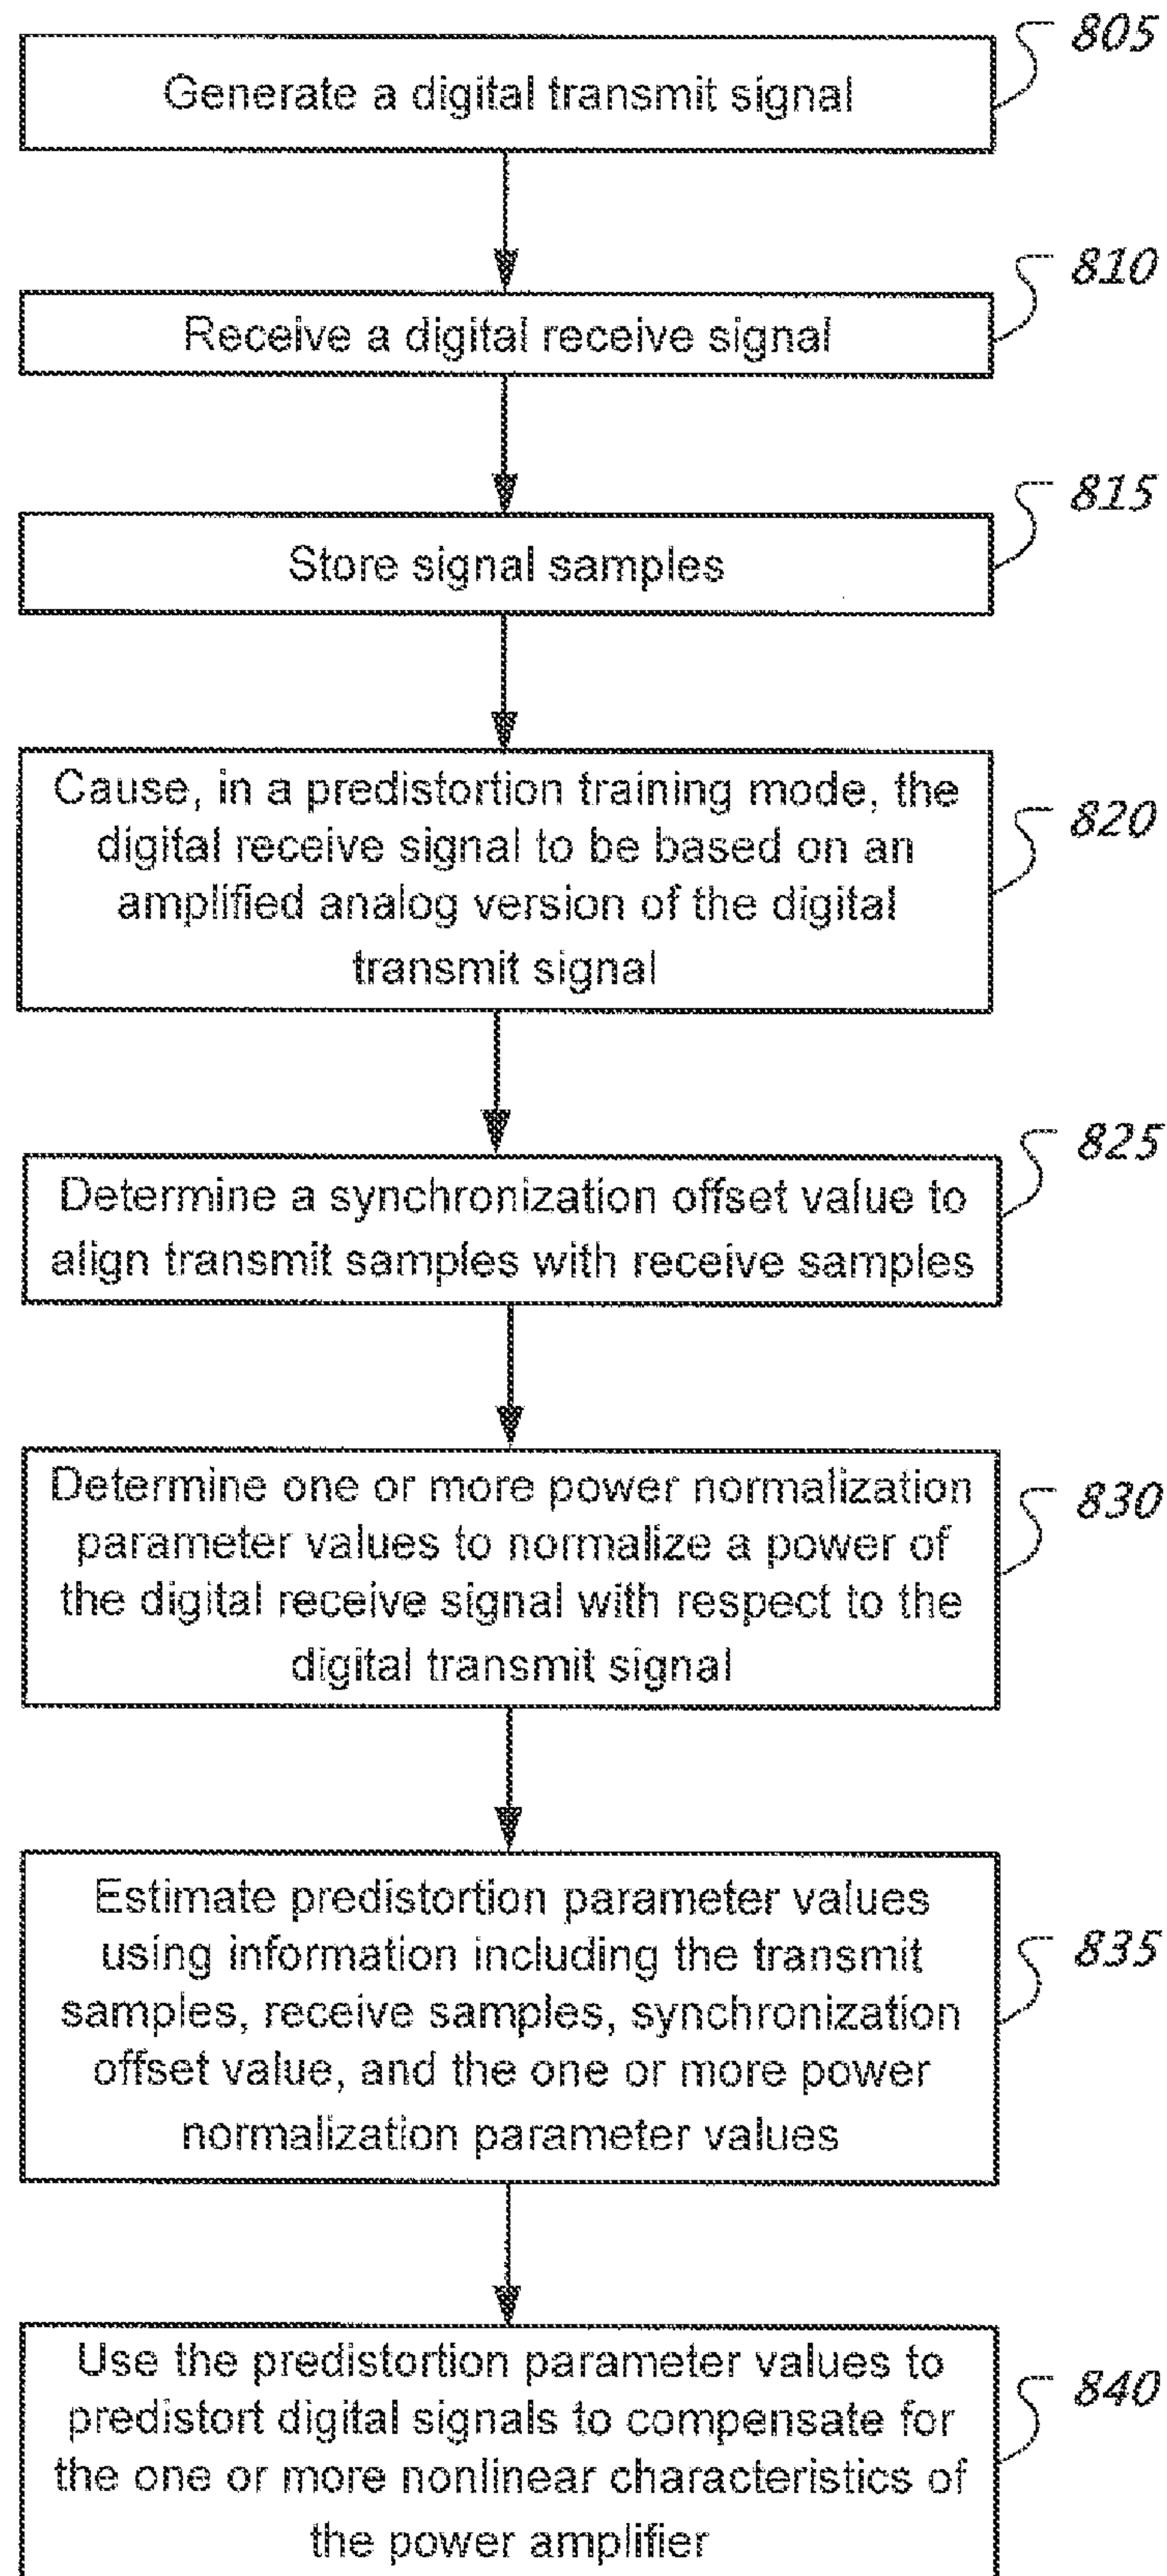 805
Generate a digital transmit signal
810
Receive a digital receive signal
815
Store signal samples
Cause, in a predistortion training mode, the
digital receive signal to be based on an
820
amplified analog version of the digital
transmit signal
825
Determine a synchronization offset value to
align transmit samples with receive samples
Determine one or more power normalization
830
parameter values to normalize a power of
the digital receive signal with respect to the
digital transmit signal
Estimate predistortion parameter values
using information including the transmit
835
samples, receive samples, synchronization
offset value, and the one or more power
normalization parameter values
Use the predistortion parameter values to
840
predistort digital signals to compensate for
the one or more nonlinear characteristics of
the power amplifier